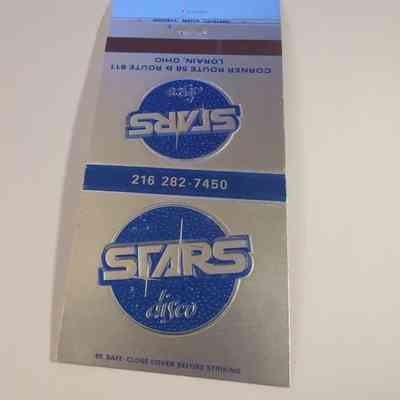 CORNER ROUTE 58 & ROUTE 611
LORAIN, OHIO
STARS
disco
216 282-7450
STARS
disco
BE SAFE-CLOSE COVER BEFORE STRIKING